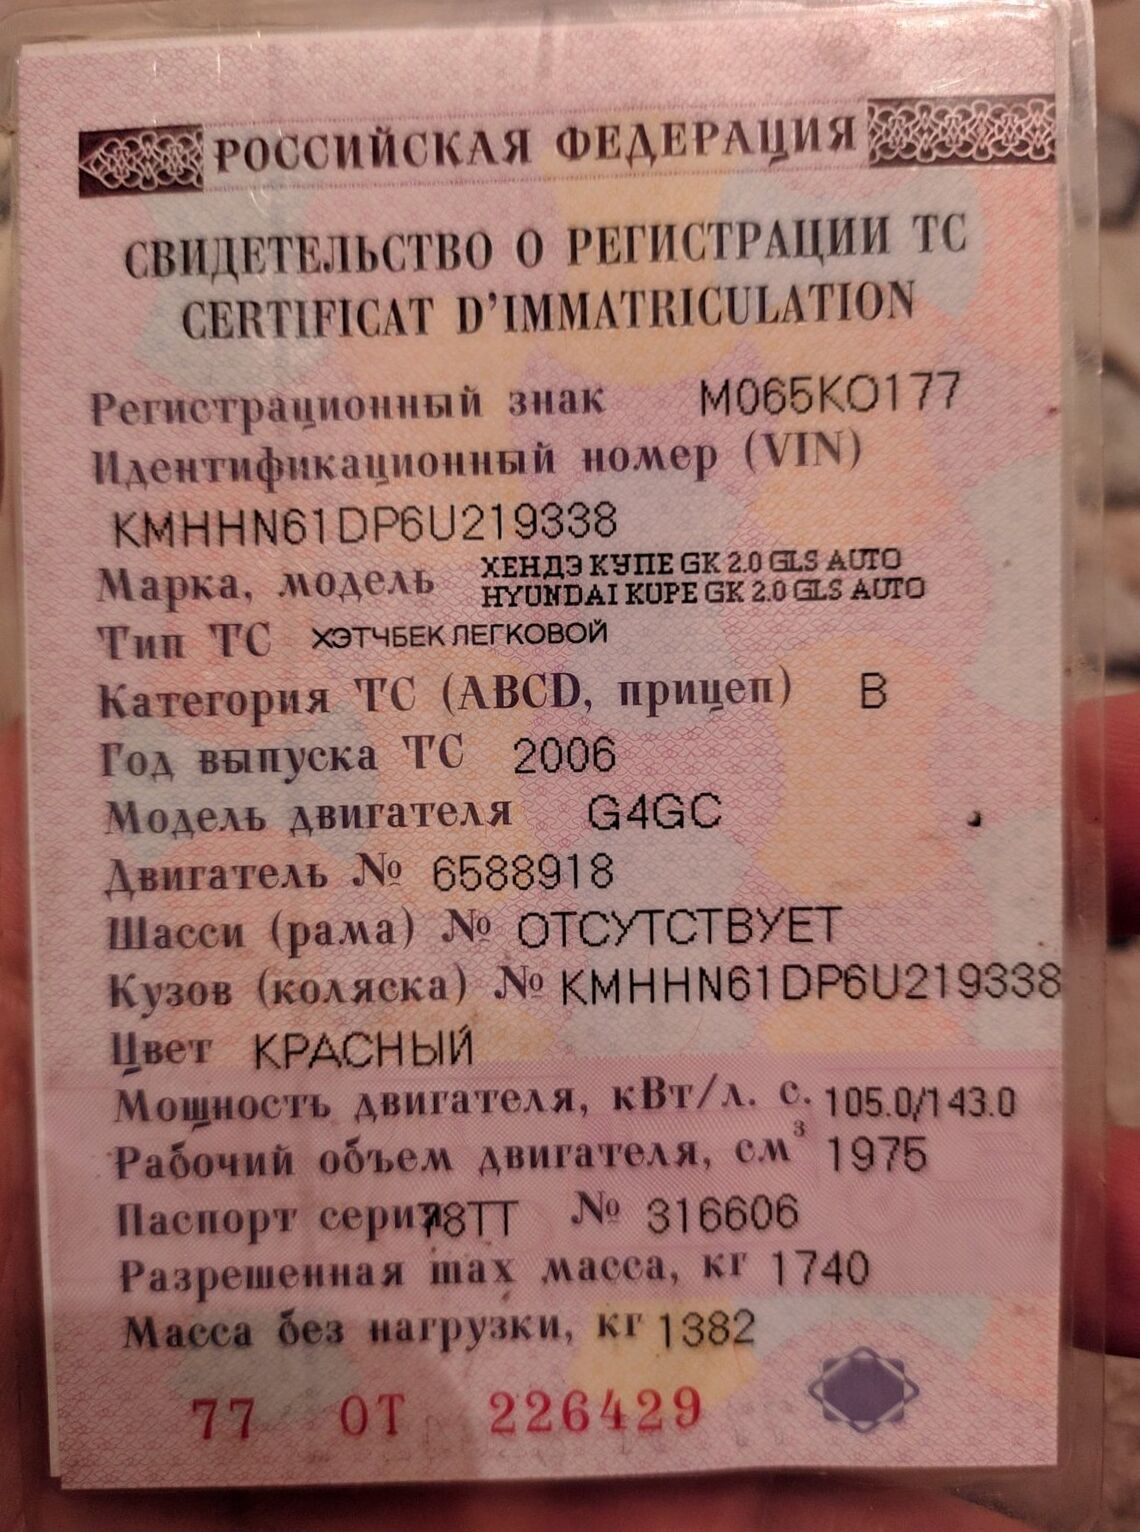 РОССИЙСКАЯ ФЕДЕРАЦИЯ
СВИДЕТЕЛЬСТВО О РЕГИСТРАЦИИ ТС
CERTIFICAT D'IMMATRICULATION
Регистрационный знак М065КО177
Идентификационный номер (VIN)
KMHHN61DP6U219338
Марка, модель ХЕНДЭ КУПЕ GK 2.0 GLS AUTO
HYUNDAI KUPE GK 2.0 GLS AUTO
Тип ТС ХЭТЧБЕК ЛЕГКОВОЙ
Категория ТС (ABCD, прицеп) B
Год выпуска ТС 2006
Модель двигателя G4GC
Двигатель № 6588918
Шасси (рама) № ОТСУТСТВУЕТ
Кузов (коляска) № KMHHN61DP6U219338
Цвет КРАСНЫЙ
Мощность двигателя, кВт/л. с. 105.0/143.0
Рабочий объем двигателя, см³ 1975
Паспорт серия 78ТТ № 316606
Разрешенная max масса, кг 1740
Масса без нагрузки, кг 1382
77 ОТ 226429